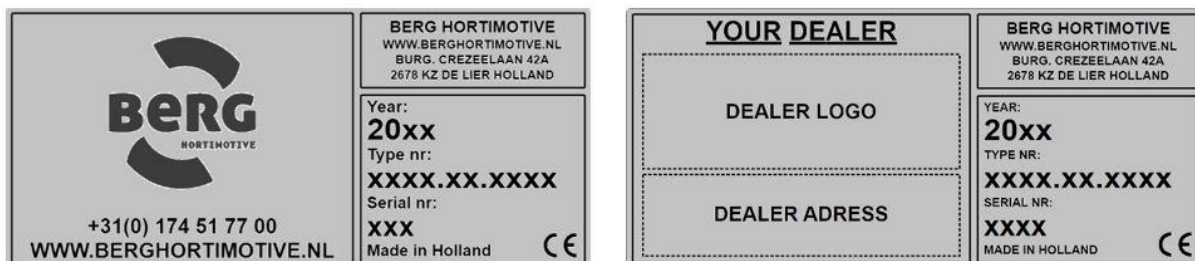 BERG
HORTIMOTIVE
+31(0) 174 51 77 00
WWW.BERGHORTIMOTIVE.NL
BERG HORTIMOTIVE
WWW.BERGHORTIMOTIVE.NL
BURG. CREZEELAAN 42A
2678 KZ DE LIER HOLLAND
Year:
20xx
Type nr:
XXXX.XX.XXXX
Serial nr:
XXX
Made in Holland CE
YOUR DEALER
DEALER LOGO
DEALER ADRESS
BERG HORTIMOTIVE
WWW.BERGHORTIMOTIVE.NL
BURG. CREZEELAAN 42A
2678 KZ DE LIER HOLLAND
YEAR:
20xx
TYPE NR:
XXXX.XX.XXXX
SERIAL NR:
XXXX
MADE IN HOLLAND CE